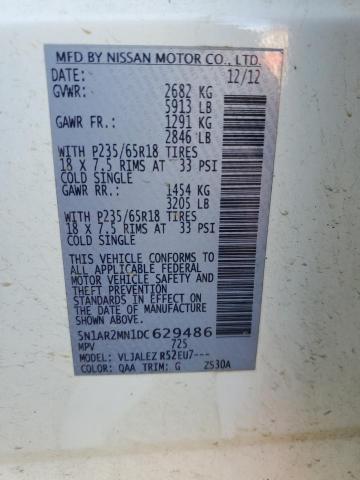 MFD BY NISSAN MOTOR CO., LTD.
DATE: 12/12
GVWR: 2682 KG
5913 LB
GAWR FR.: 1291 KG
2846 LB
WITH P235/65R18 TIRES
18 X 7.5 RIMS AT 33 PSI
COLD SINGLE
GAWR RR.: 1454 KG
3205 LB
WITH P235/65R18 TIRES
18 X 7.5 RIMS AT 33 PSI
COLD SINGLE
THIS VEHICLE CONFORMS TO
ALL APPLICABLE FEDERAL
MOTOR VEHICLE SAFETY AND
THEFT PREVENTION
STANDARDS IN EFFECT ON
THE DATE OF MANUFACTURE
SHOWN ABOVE.
5N1AR2MN1DC629486
MPV 725
MODEL: VLJALEZ R52EU7---
COLOR: QAA TRIM: G ZS30A